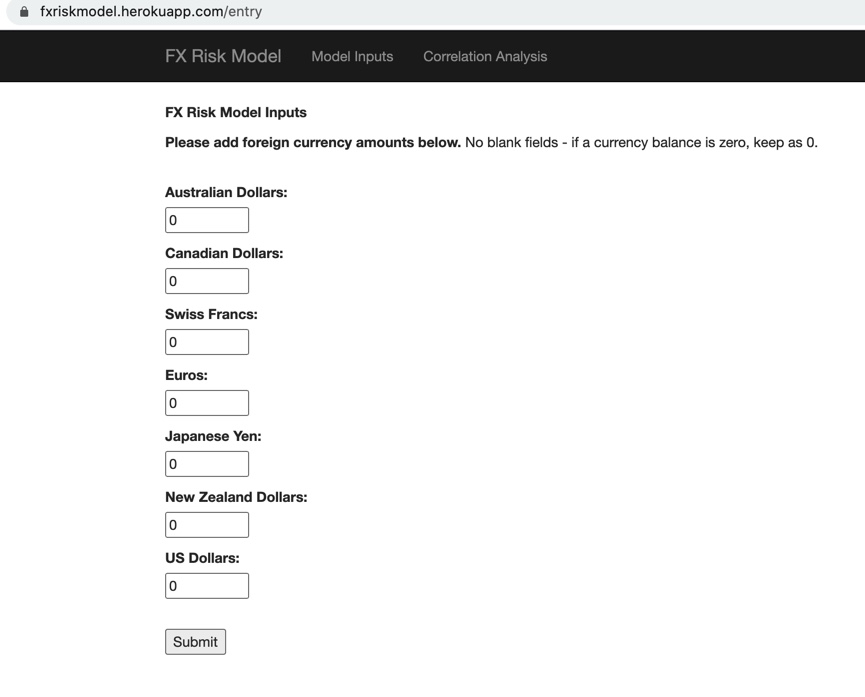 fxriskmodel.herokuapp.com/entry
FX Risk Model Model Inputs Correlation Analysis
FX Risk Model Inputs
Please add foreign currency amounts below. No blank fields - if a currency balance is zero, keep as 0.
Australian Dollars:
0
Canadian Dollars:
0
Swiss Francs:
0
Euros:
0
Japanese Yen:
0
New Zealand Dollars:
0
US Dollars:
0
Submit